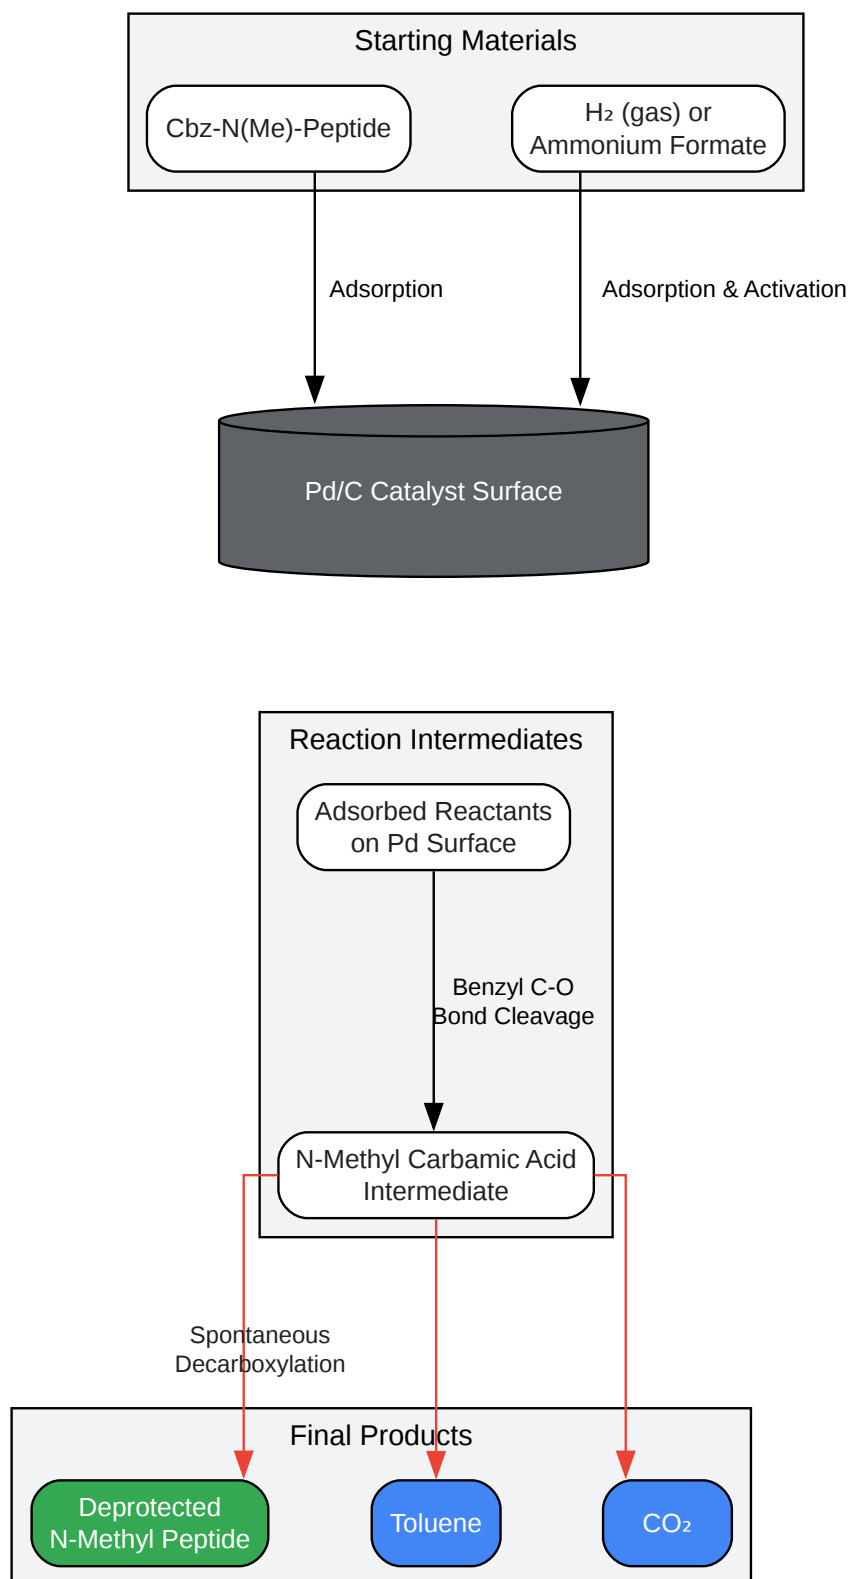 Starting Materials
Cbz-N(Me)-Peptide
H₂ (gas) or
Ammonium Formate
Adsorption
Adsorption & Activation
Pd/C Catalyst Surface
Reaction Intermediates
Adsorbed Reactants
on Pd Surface
Benzyl C-O
Bond Cleavage
N-Methyl Carbamic Acid
Intermediate
Spontaneous
Decarboxylation
Final Products
Deprotected
N-Methyl Peptide
Toluene
CO₂